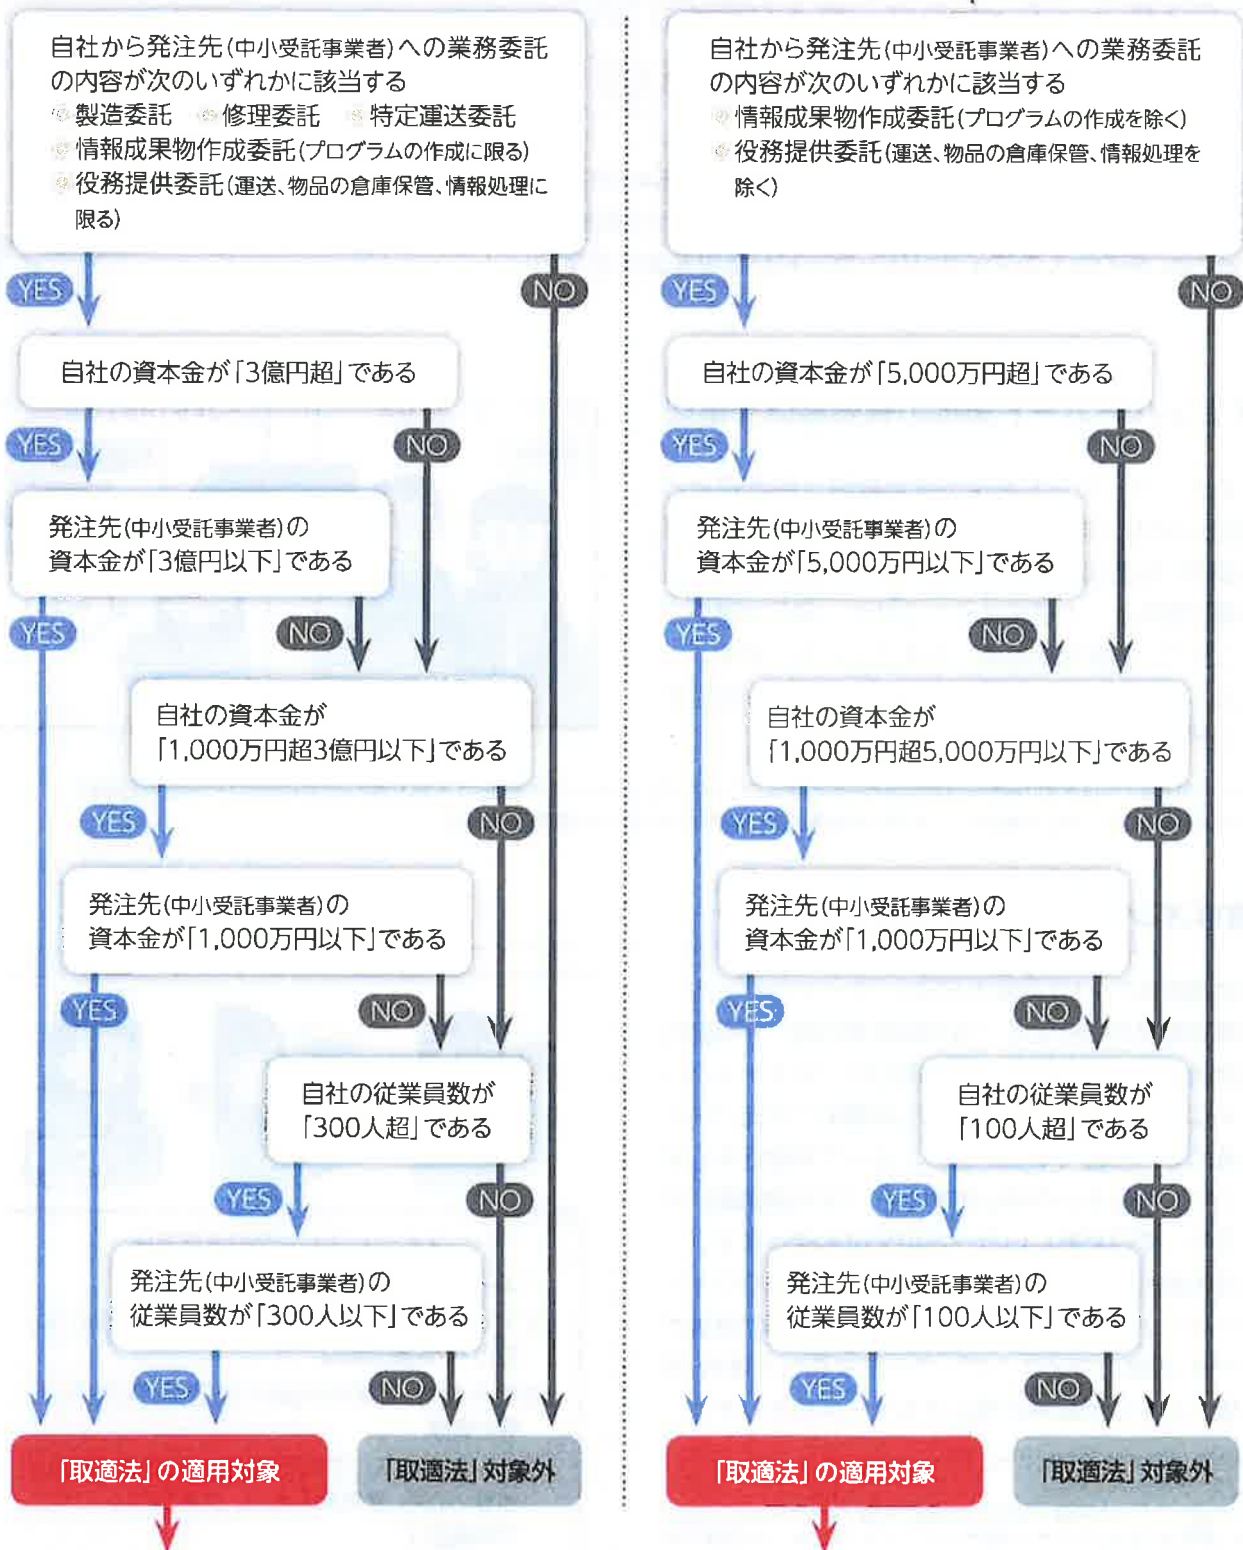 自社から発注先(中小受託事業者)への業務委託
の内容が次のいずれかに該当する
製造委託 修理委託 特定運送委託
情報成果物作成委託(プログラムの作成に限る)
役務提供委託(運送、物品の倉庫保管、情報処理に
限る)
YES
NO
自社の資本金が「3億円超」である
YES
NO
発注先(中小受託事業者)の
資本金が「3億円以下」である
YES
NO
自社の資本金が
「1,000万円超3億円以下」である
YES
NO
発注先(中小受託事業者)の
資本金が「1,000万円以下」である
YES
NO
自社の従業員数が
「300人超」である
YES
NO
発注先(中小受託事業者)の
従業員数が「300人以下」である
YES
NO
「取適法」の適用対象
「取適法」対象外
自社から発注先(中小受託事業者)への業務委託
の内容が次のいずれかに該当する
情報成果物作成委託(プログラムの作成を除く)
役務提供委託(運送、物品の倉庫保管、情報処理を
除く)
YES
NO
自社の資本金が「5,000万円超」である
YES
NO
発注先(中小受託事業者)の
資本金が「5,000万円以下」である
YES
NO
自社の資本金が
「1,000万円超5,000万円以下」である
YES
NO
発注先(中小受託事業者)の
資本金が「1,000万円以下」である
YES
NO
自社の従業員数が
「100人超」である
YES
NO
発注先(中小受託事業者)の
従業員数が「100人以下」である
YES
NO
「取適法」の適用対象
「取適法」対象外